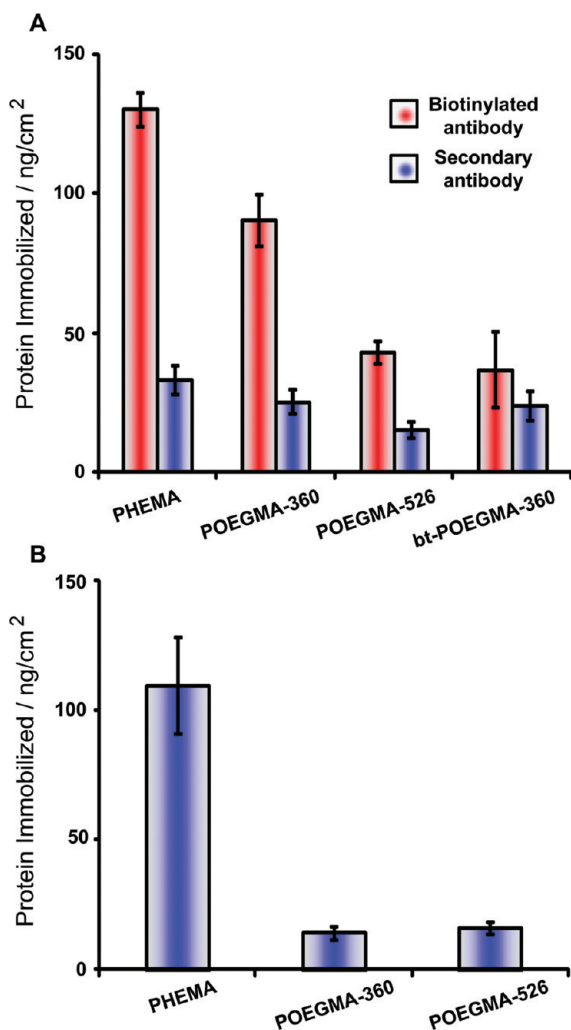 A
150
100
50
0
Protein Immobilized / ng/cm²
Biotinylated
antibody
Secondary
antibody
PHEMA
POEGMA-360
POEGMA-526
bt-POEGMA-360
B
150
100
50
0
Protein Immobilized / ng/cm²
PHEMA
POEGMA-360
POEGMA-526